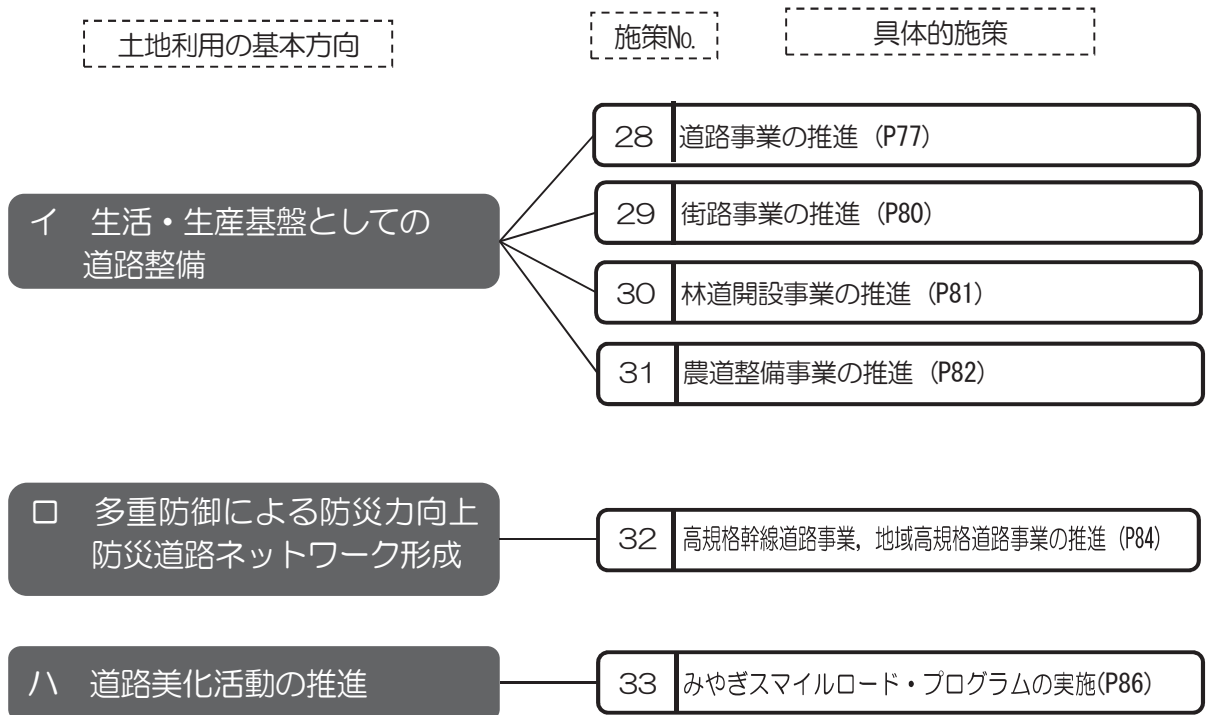 土地利用の基本方向
施策No.
具体的施策
イ 生活・生産基盤としての
道路整備
28 道路事業の推進 (P77)
29 街路事業の推進 (P80)
30 林道開設事業の推進 (P81)
31 農道整備事業の推進 (P82)
ロ 多重防御による防災力向上
防災道路ネットワーク形成
32 高規格幹線道路事業，地域高規格道路事業の推進 (P84)
ハ 道路美化活動の推進
33 みやぎスマイルロード・プログラムの実施(P86)